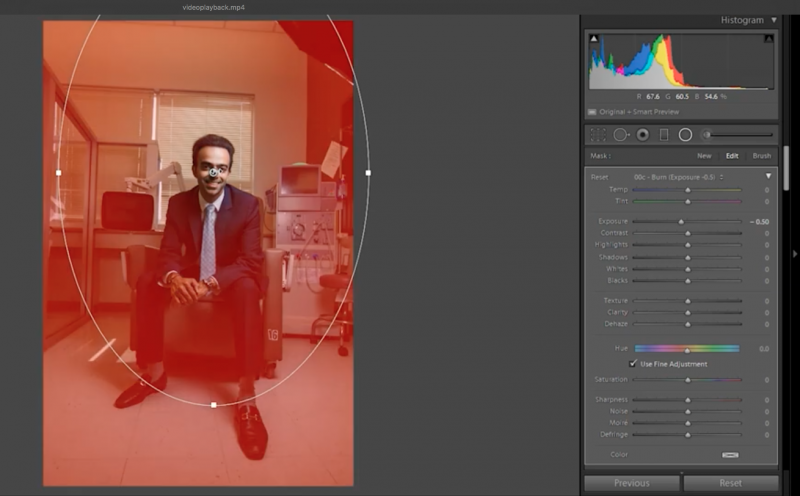 videoplayback.mp4
Histogram
R 67.6 G 60.5 B 54.6 %
Original + Smart Preview
Mask : New Edit Brush
Reset 00c - Burn (Exposure -0.5)
Temp 0
Tint 0
Exposure - 0.50
Contrast 0
Highlights 0
Shadows 0
Whites 0
Blacks 0
Texture 0
Clarity 0
Dehaze 0
Hue 0.0
Use Fine Adjustment
Saturation 0
Sharpness 0
Noise 0
Moire 0
Defringe 0
Color
Previous Reset
16